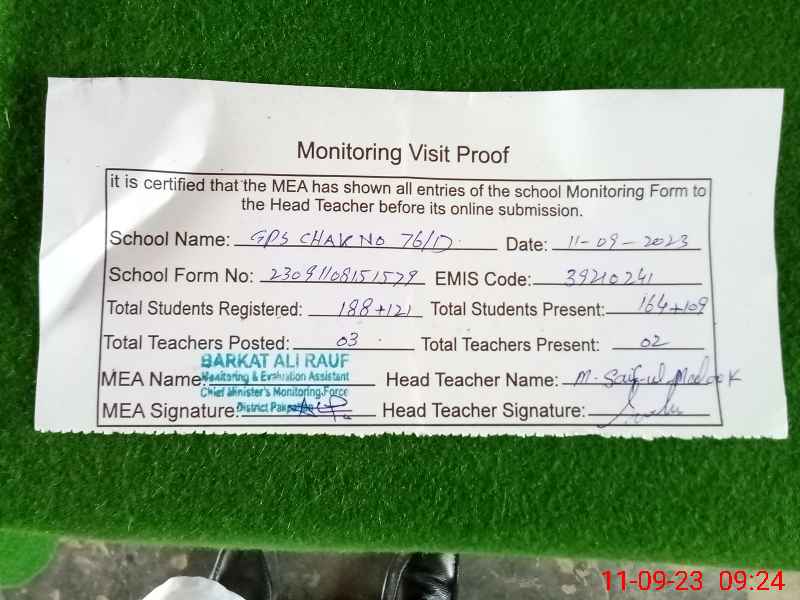 Monitoring Visit Proof
it is certified that the MEA has shown all entries of the school Monitoring Form to
the Head Teacher before its online submission.
School Name: GPS CHAK NO 76/D. Date: 11-09-2023
School Form No: 23091108151579 EMIS Code: 39210241
Total Students Registered: 188+121 Total Students Present: 164+109
Total Teachers Posted: 03 Total Teachers Present: 02
BARKAT ALI RAUF
MEA Name: Monitoring & Evaluation Assistant Head Teacher Name: M. Saif-ul
Chief Minister's Monitoring Force
MEA Signature: District Head Teacher Signature:
11-09-23 09:24